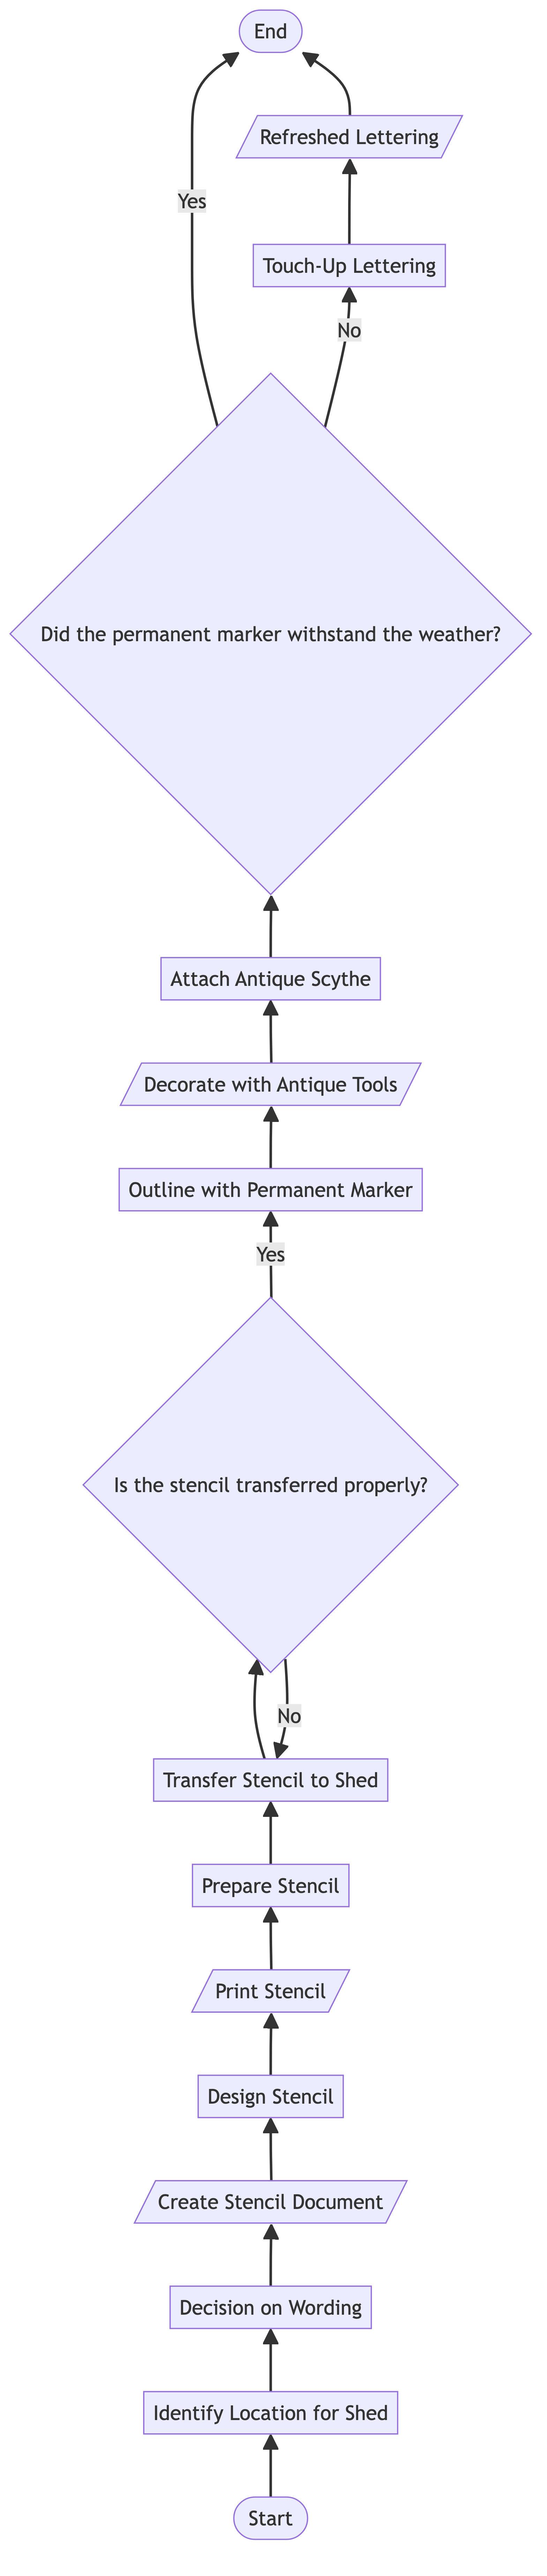 End
Refreshed Lettering
Yes
Touch-Up Lettering
No
Did the permanent marker withstand the weather?
Attach Antique Scythe
Decorate with Antique Tools
Outline with Permanent Marker
Yes
Is the stencil transferred properly?
No
Transfer Stencil to Shed
Prepare Stencil
Print Stencil
Design Stencil
Create Stencil Document
Decision on Wording
Identify Location for Shed
Start